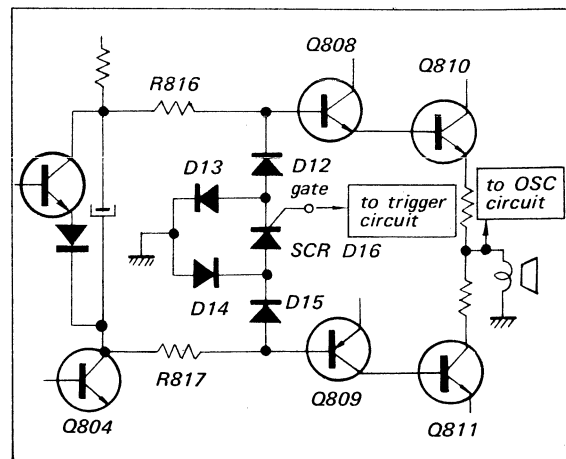 Q808
R816
Q810
D13
D12
gate
to trigger
circuit
to OSC
circuit
SCR D16
D14
D15
R817
Q804
Q809
Q811